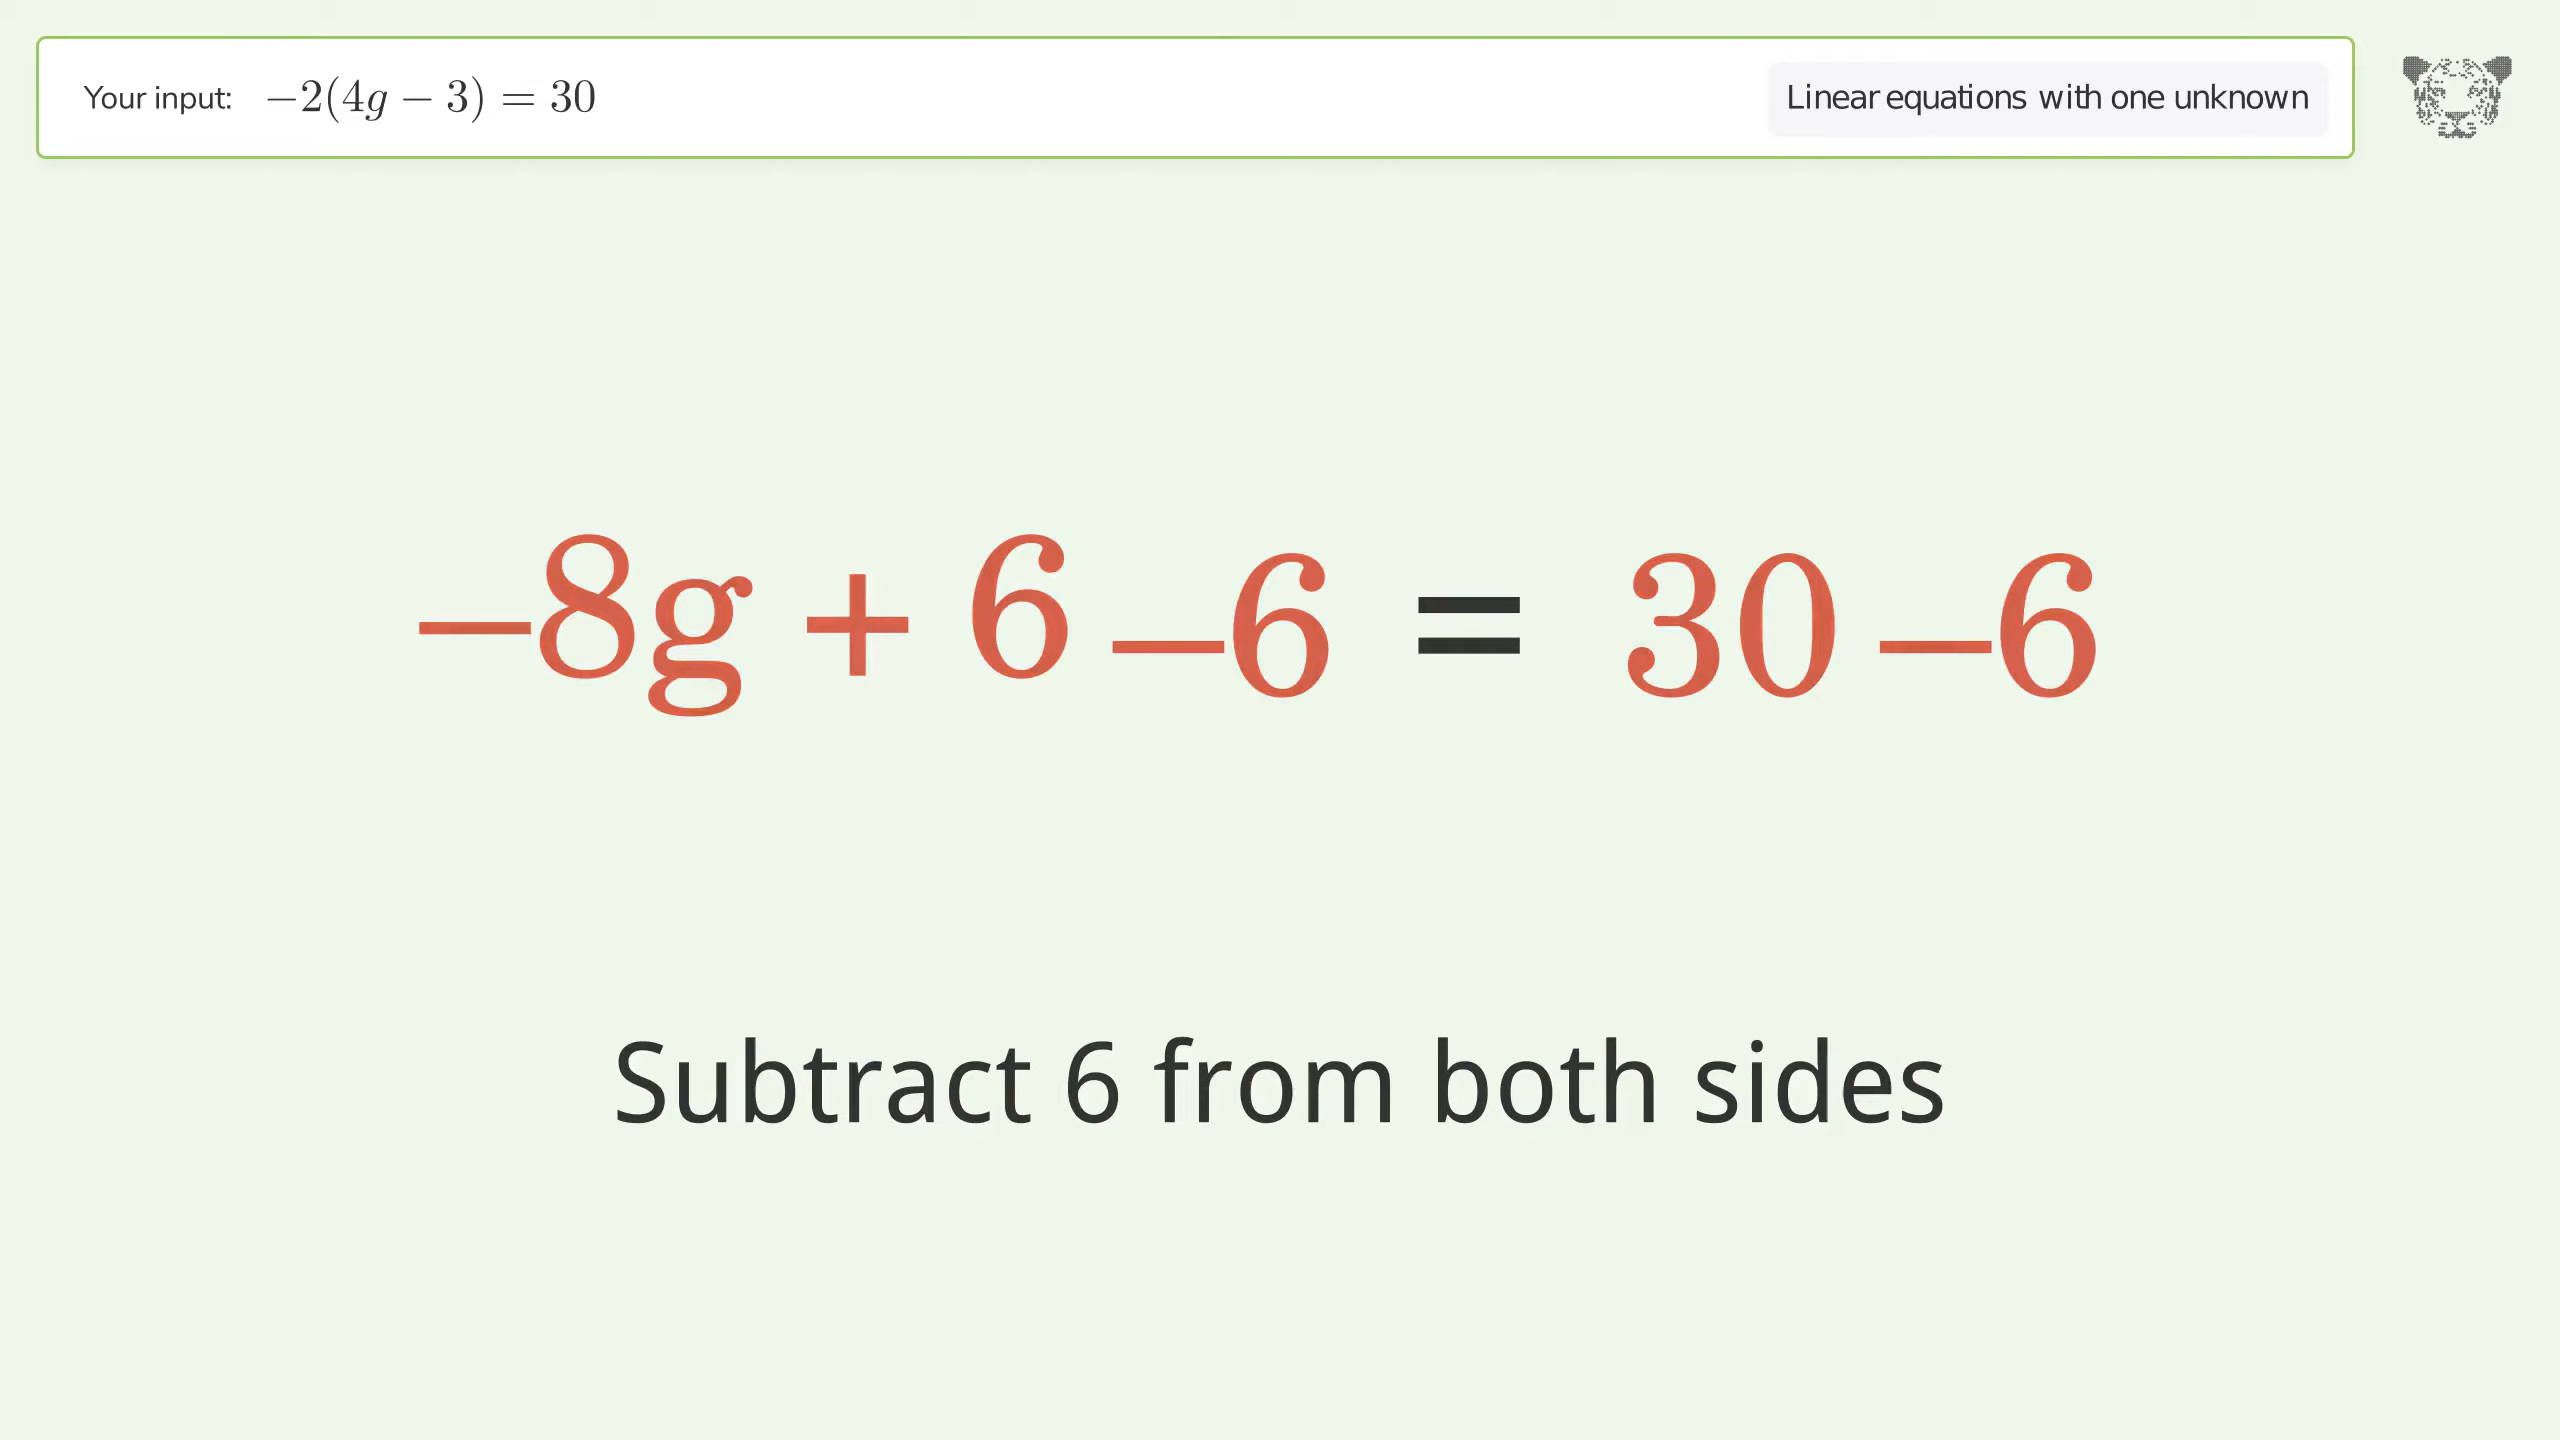 Your input: −2(4g − 3) = 30
Linear equations with one unknown
−8g + 6 −6 = 30 −6
Subtract 6 from both sides